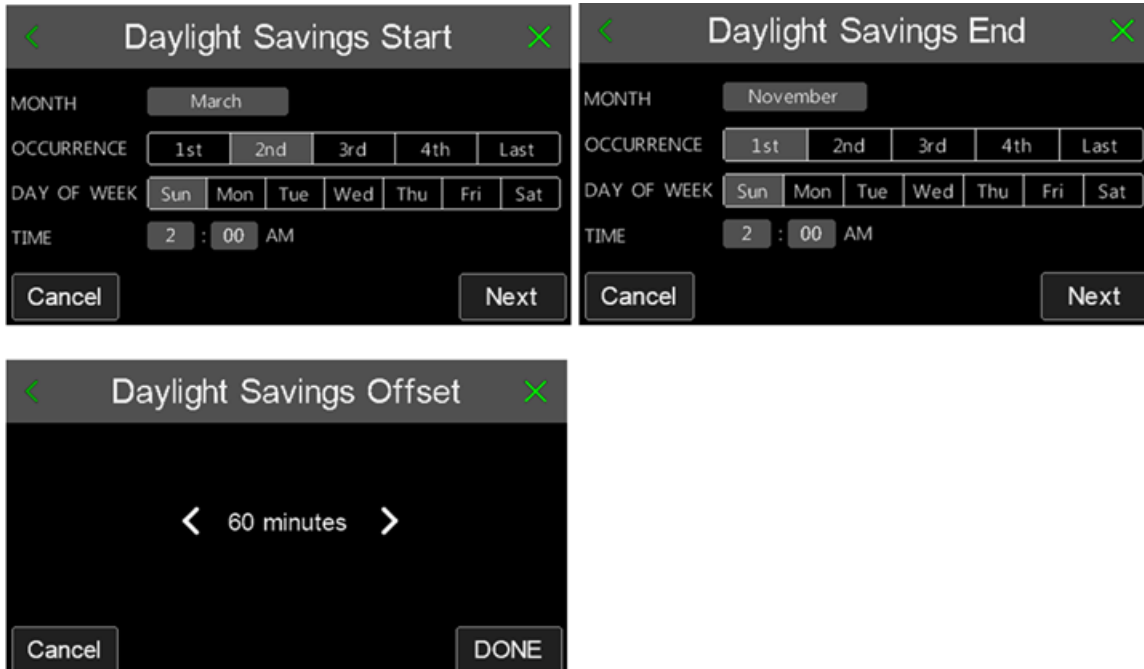 Daylight Savings Start
MONTH March
OCCURRENCE 1st 2nd 3rd 4th Last
DAY OF WEEK Sun Mon Tue Wed Thu Fri Sat
TIME 2 : 00 AM
Cancel Next
Daylight Savings End
MONTH November
OCCURRENCE 1st 2nd 3rd 4th Last
DAY OF WEEK Sun Mon Tue Wed Thu Fri Sat
TIME 2 : 00 AM
Cancel Next
Daylight Savings Offset
60 minutes
Cancel DONE